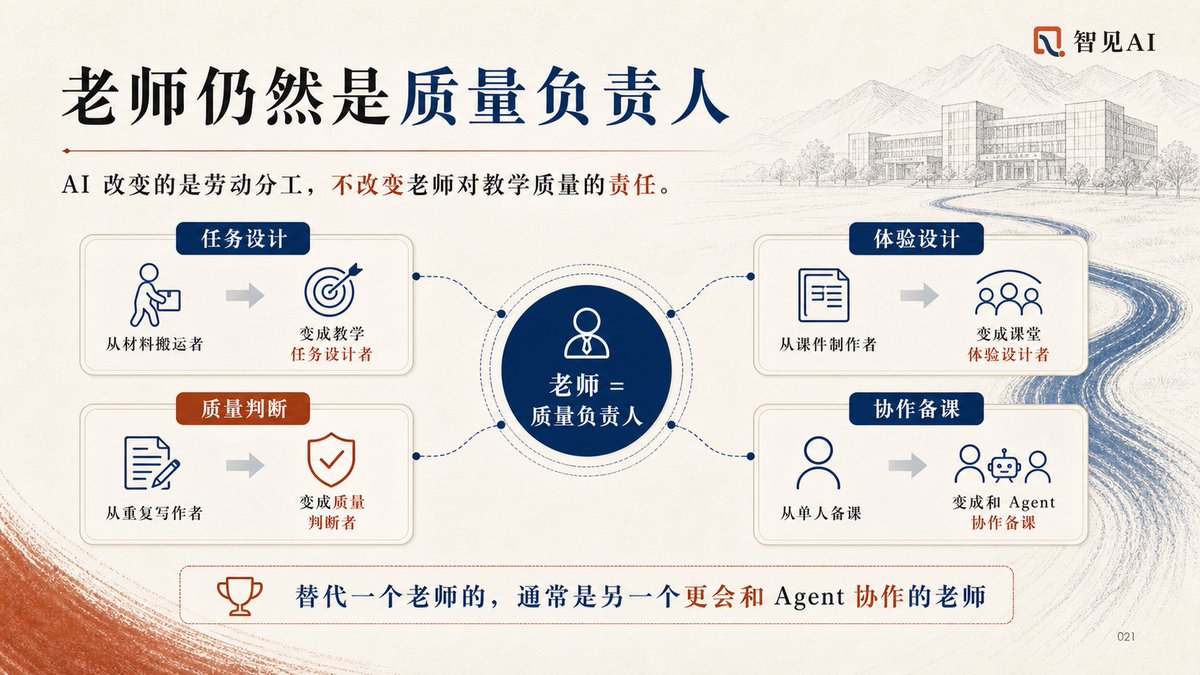 智见AI
老师仍然是质量负责人
AI 改变的是劳动分工，不改变老师对教学质量的责任。
任务设计
从材料搬运者
变成教学
任务设计者
质量判断
从重复写作者
变成质量
判断者
老师 =
质量负责人
体验设计
从课件制作者
变成课堂
体验设计者
协作备课
从单人备课
变成和 Agent
协作备课
替代一个老师的，通常是另一个更会和 Agent 协作的老师
021